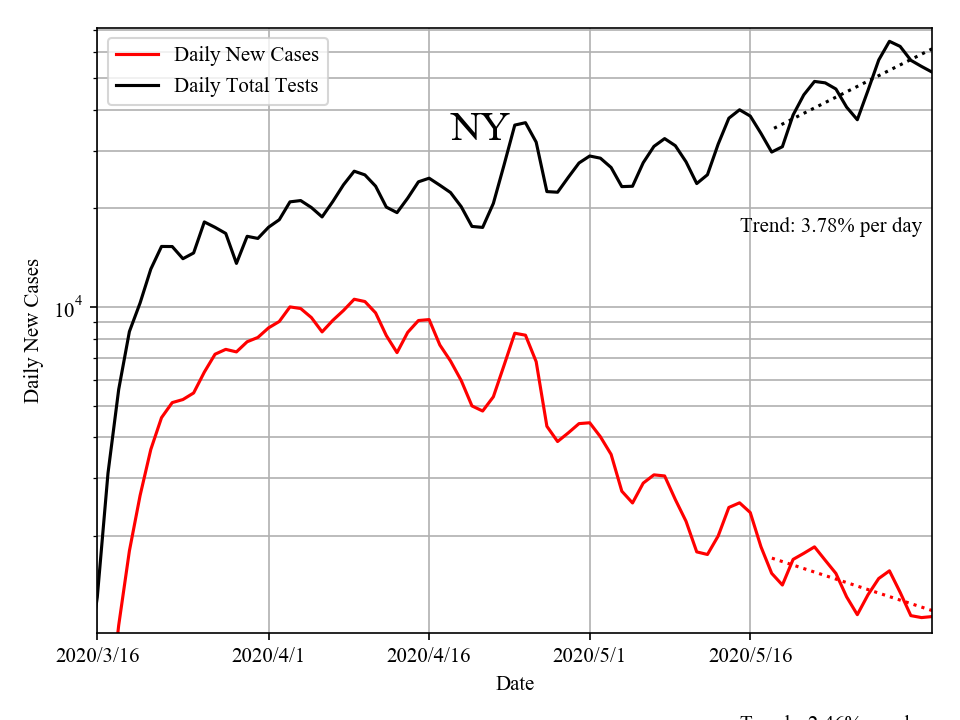 Daily New Cases
Daily Total Tests
NY
Trend: 3.78% per day
Daily New Cases
10^4
2020/3/16
2020/4/1
2020/4/16
2020/5/1
2020/5/16
Date